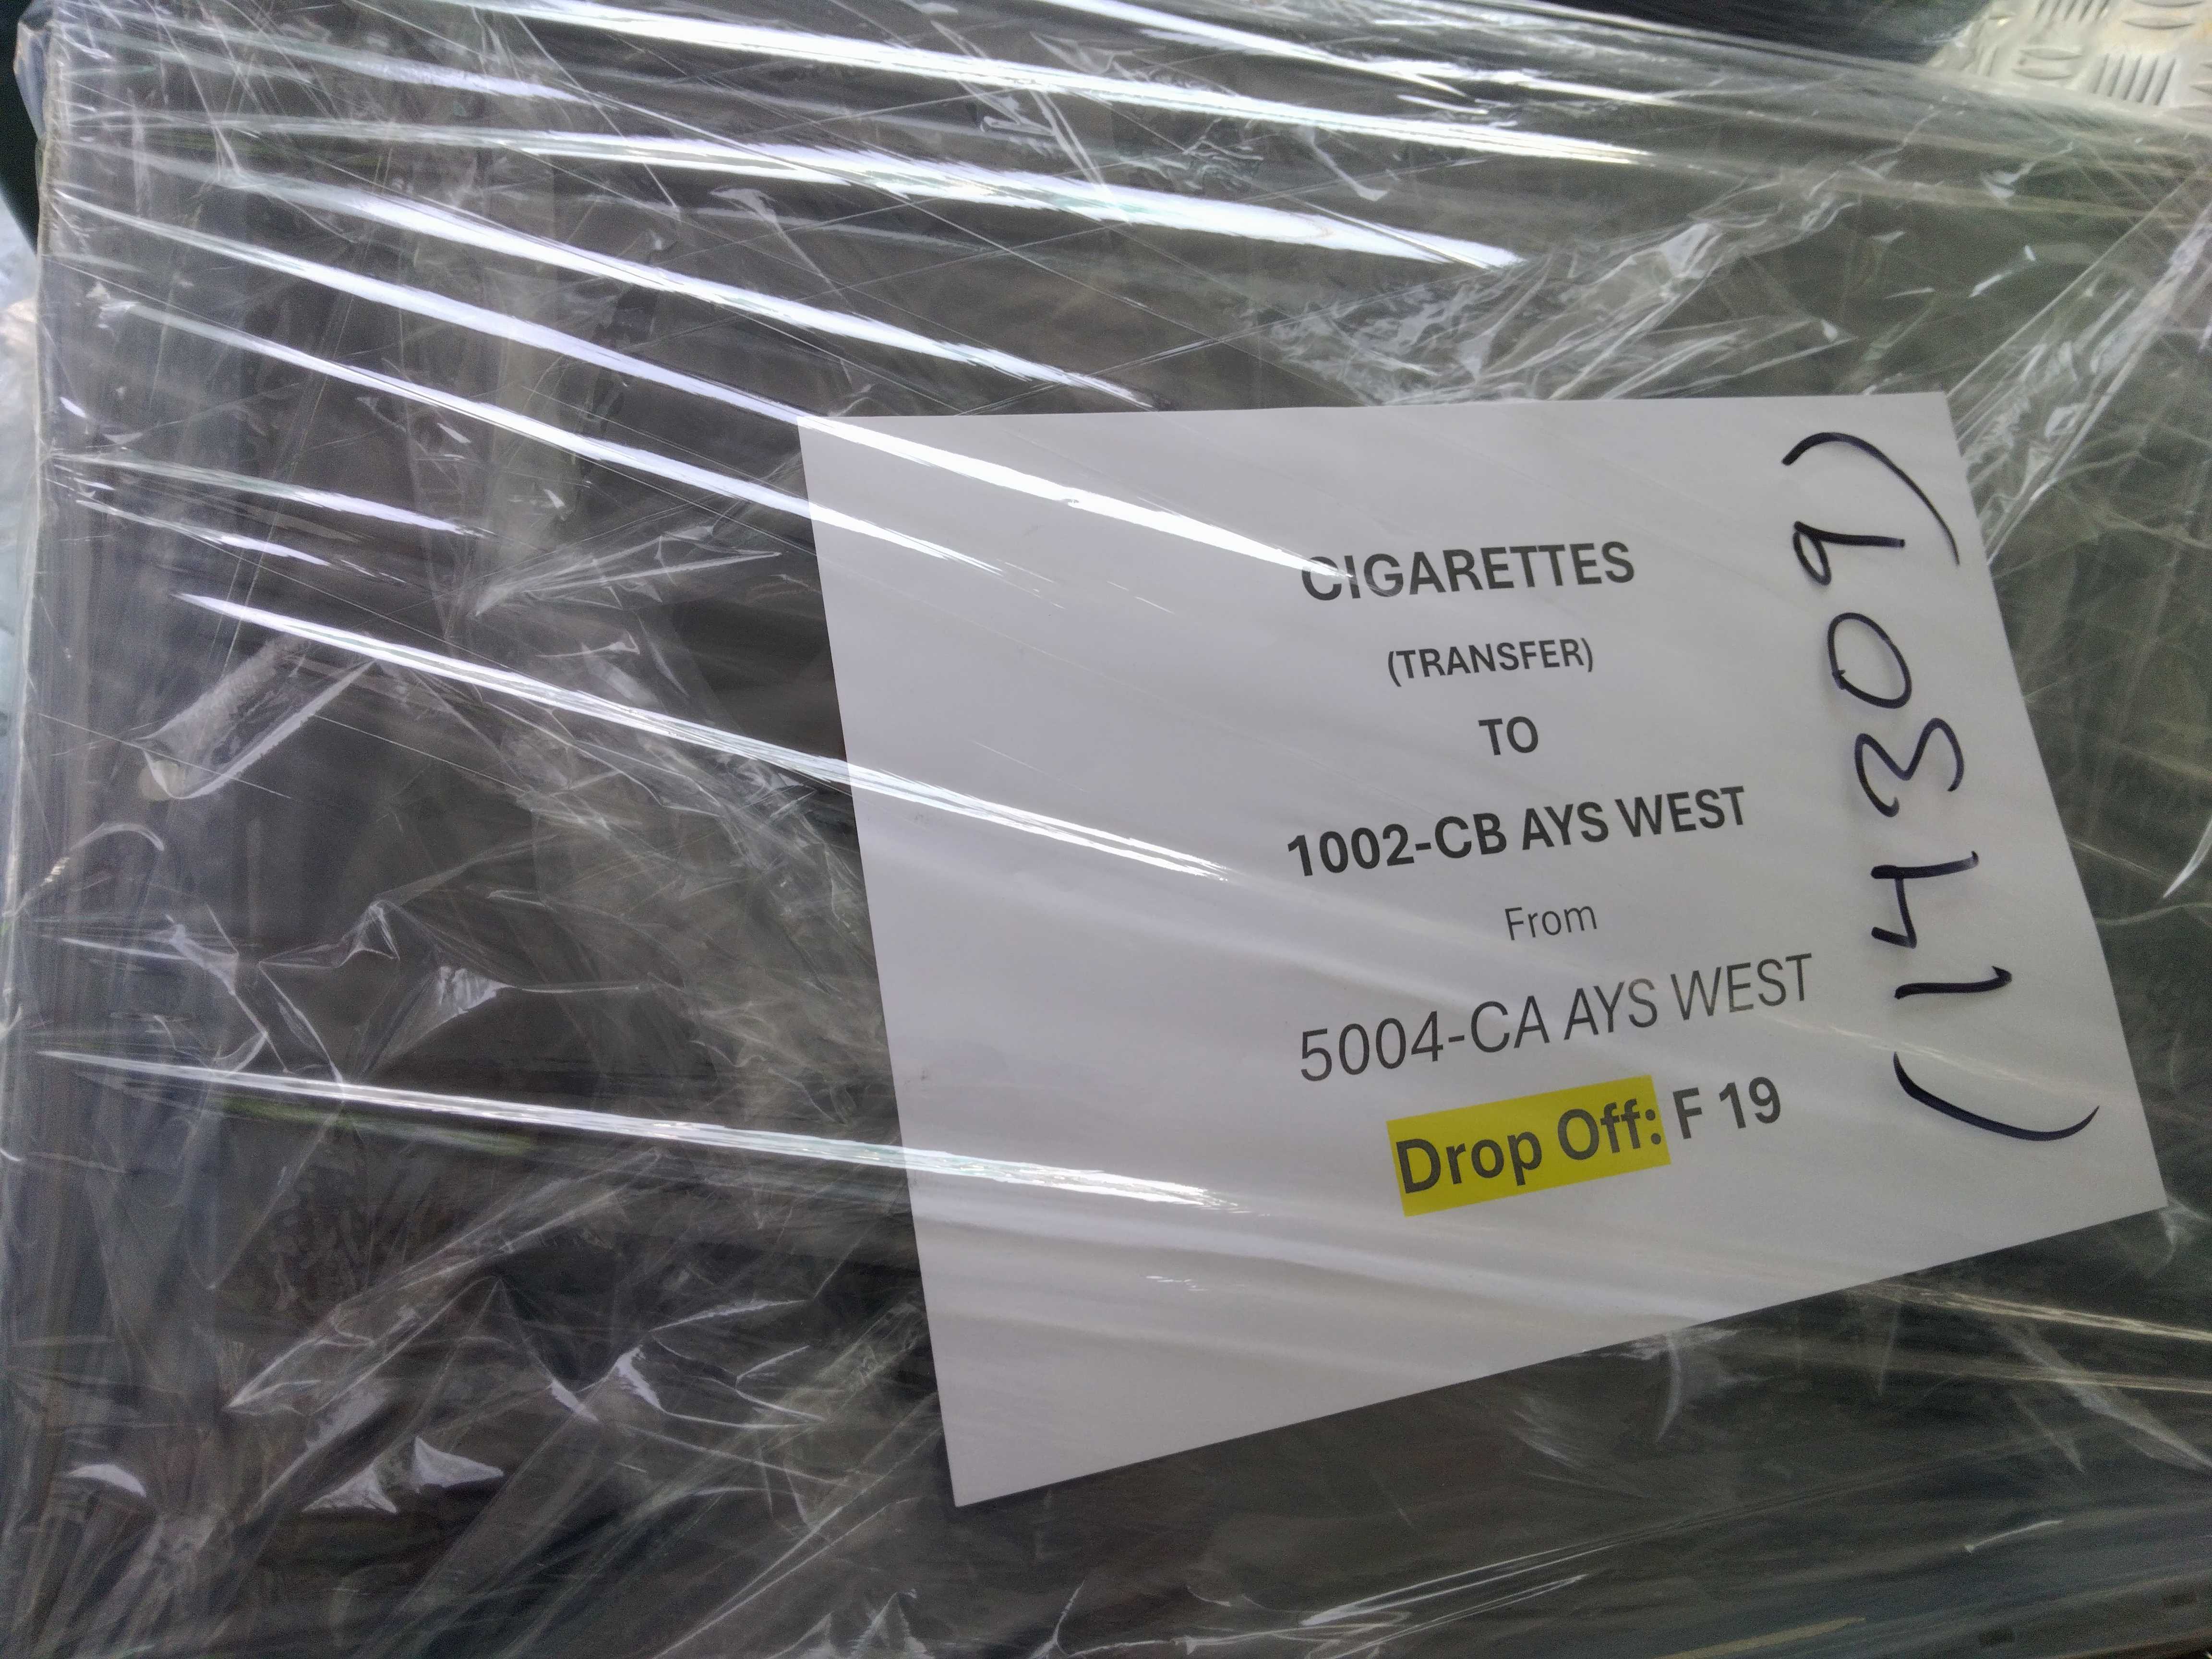 CIGARETTES
(TRANSFER)
TO
1002-CB AYS WEST
From
5004-CA AYS WEST
Drop Off: F 19
(14309)